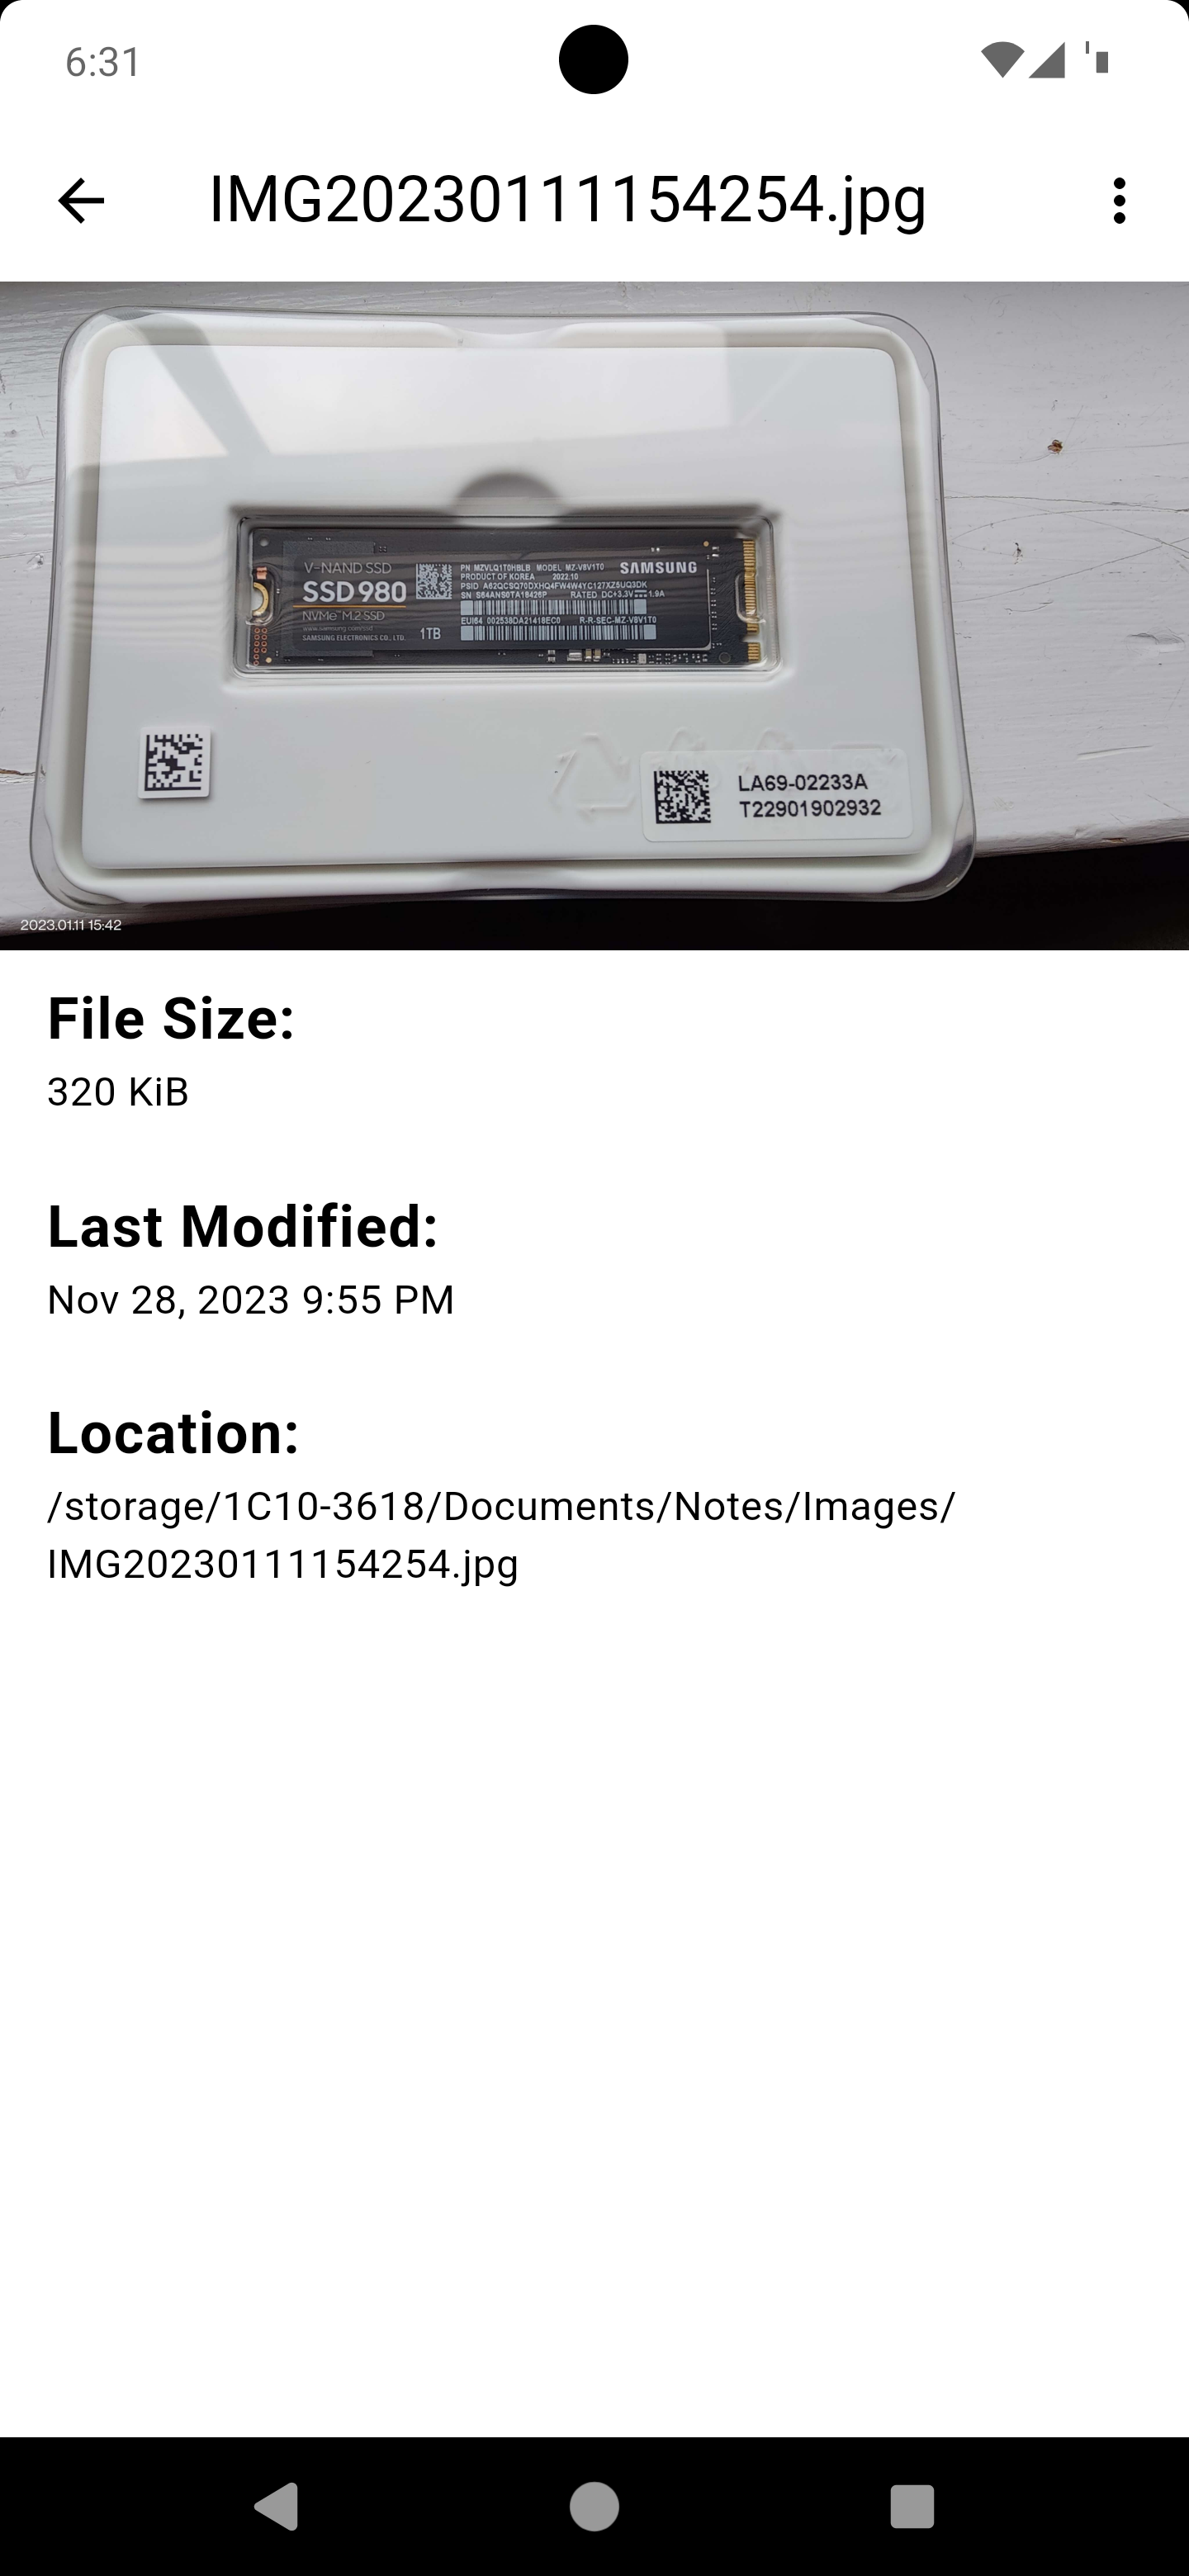 6:31
IMG20230111154254.jpg
V-NAND SSD
SSD 980
NVMe™ M.2 SSD
www.samsung.com/ssd
SAMSUNG ELECTRONICS CO., LTD.
1TB
PN MZVLQ1T0HBLB MODEL MZ-V8V1T0
SAMSUNG
PRODUCT OF KOREA 2022.10
PSID
SN S64ANS0TA18426P RATED DC+3.3V 1.9A
EUI64 002538DA21418EC0 R-R-SEC-MZ-V8V1T0
LA69-02233A
T22901902932
2023.01.11 15:42
File Size:
320 KiB
Last Modified:
Nov 28, 2023 9:55 PM
Location:
/storage/1C10-3618/Documents/Notes/Images/
IMG20230111154254.jpg